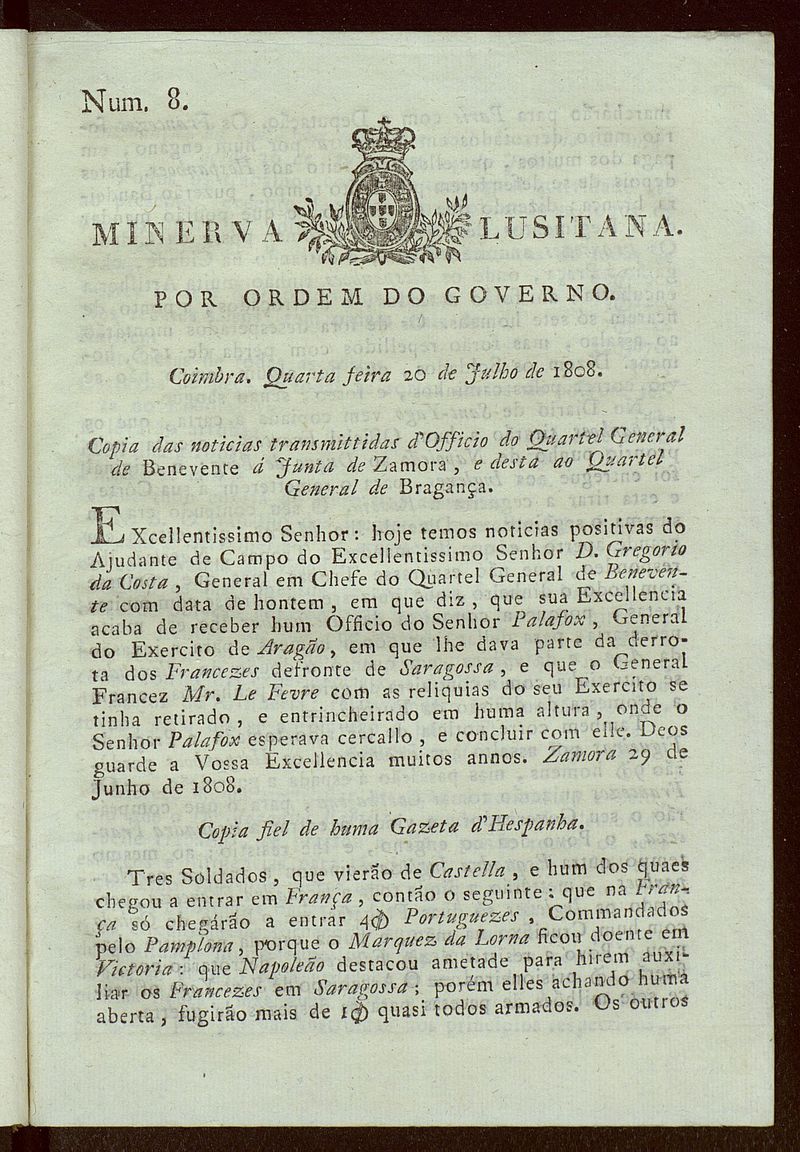 Num. 8.
MINERVA LUSITANA.
POR ORDEM DO GOVERNO.
Coimbra. Quarta feira 20 de Julho de 1808.
Copia das noticias transmittidas d'Officio do Quartel General
de Benevente á Junta de Zamora, e desta ao Quartel
General de Bragança.
EXcellentissimo Senhor: hoje temos noticias positivas do
Ajudante de Campo do Excellentissimo Senhor D. Gregorio
da Costa, General em Chefe do Quartel General de Beneven-
te com data de hontem, em que diz, que sua Excellencia
acaba de receber hum Officio do Senhor Palafox, General
do Exercito de Aragão, em que lhe dava parte da derro-
ta dos Francezes defronte de Saragossa, e que o General
Francez Mr. Le Fevre com as reliquias do seu Exercito se
tinha retirado, e entrincheirado em huma altura, onde o
Senhor Palafox esperava cercallo, e concluir com elle. Deos
guarde a Vossa Excellencia muitos annos. Zamora 29 de
Junho de 1808.
Copia fiel de huma Gazeta d'Hespanha.
Tres Soldados, que vierão de Castella, e hum dos quaes
chegou a entrar em França, contão o seguinte: que na Fran-
ça só chegárão a entrar 4ↀ Portuguezes, Commandados
pelo Pamplona, porque o Marquez da Lorna ficou doente em
Victoria: que Napoleão destacou ametade para hirem auxi-
liar os Francezes em Saragossa; porém elles achando huma
aberta, fugirão mais de 1ↀ quasi todos armados. Os outros